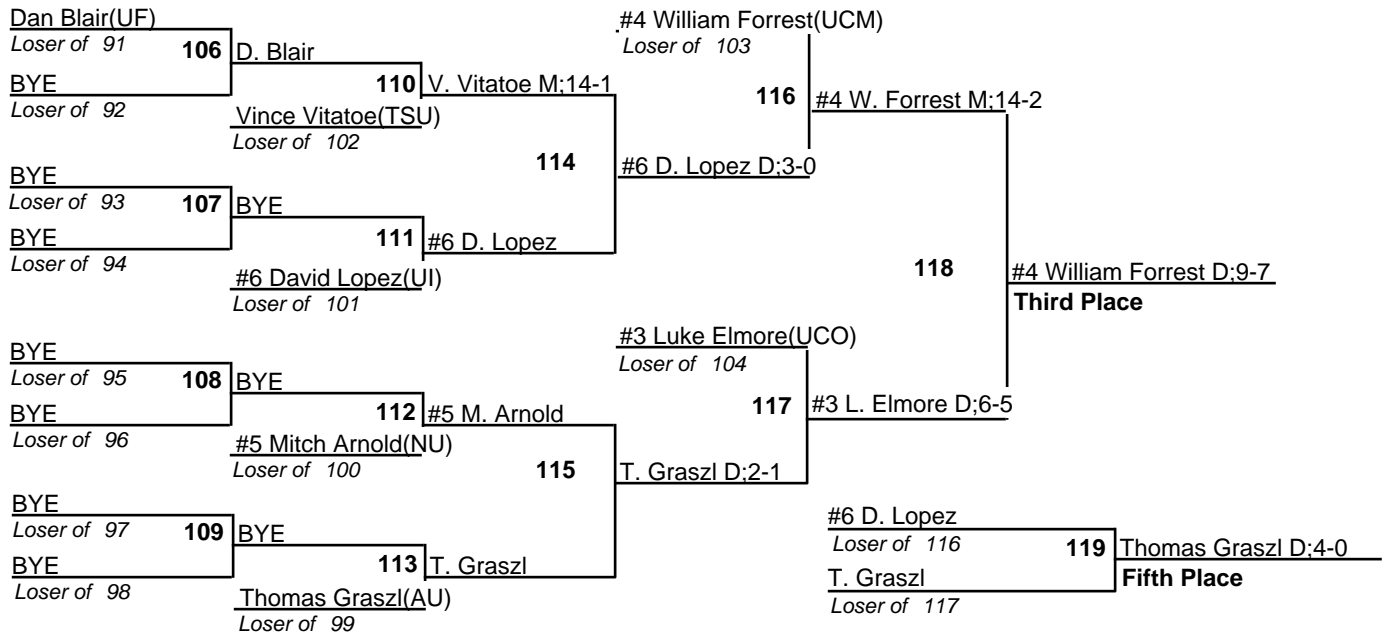 Dan Blair(UF)
Loser of 91
106
D. Blair
BYE
Loser of 92
110
V. Vitatoe M;14-1
Vince Vitatoe(TSU)
Loser of 102
114
BYE
Loser of 93
107
BYE
BYE
Loser of 94
111
#6 D. Lopez
#6 David Lopez(UI)
Loser of 101
#4 William Forrest(UCM)
Loser of 103
116
#4 W. Forrest M;14-2
#6 D. Lopez D;3-0
118
#4 William Forrest D;9-7
Third Place
BYE
Loser of 95
108
BYE
BYE
Loser of 96
112
#5 M. Arnold
#5 Mitch Arnold(NU)
Loser of 100
115
BYE
Loser of 97
109
BYE
BYE
Loser of 98
113
T. Graszl
Thomas Graszl(AU)
Loser of 99
#3 Luke Elmore(UCO)
Loser of 104
117
#3 L. Elmore D;6-5
T. Graszl D;2-1
#6 D. Lopez
Loser of 116
119
Thomas Graszl D;4-0
T. Graszl
Fifth Place
Loser of 117